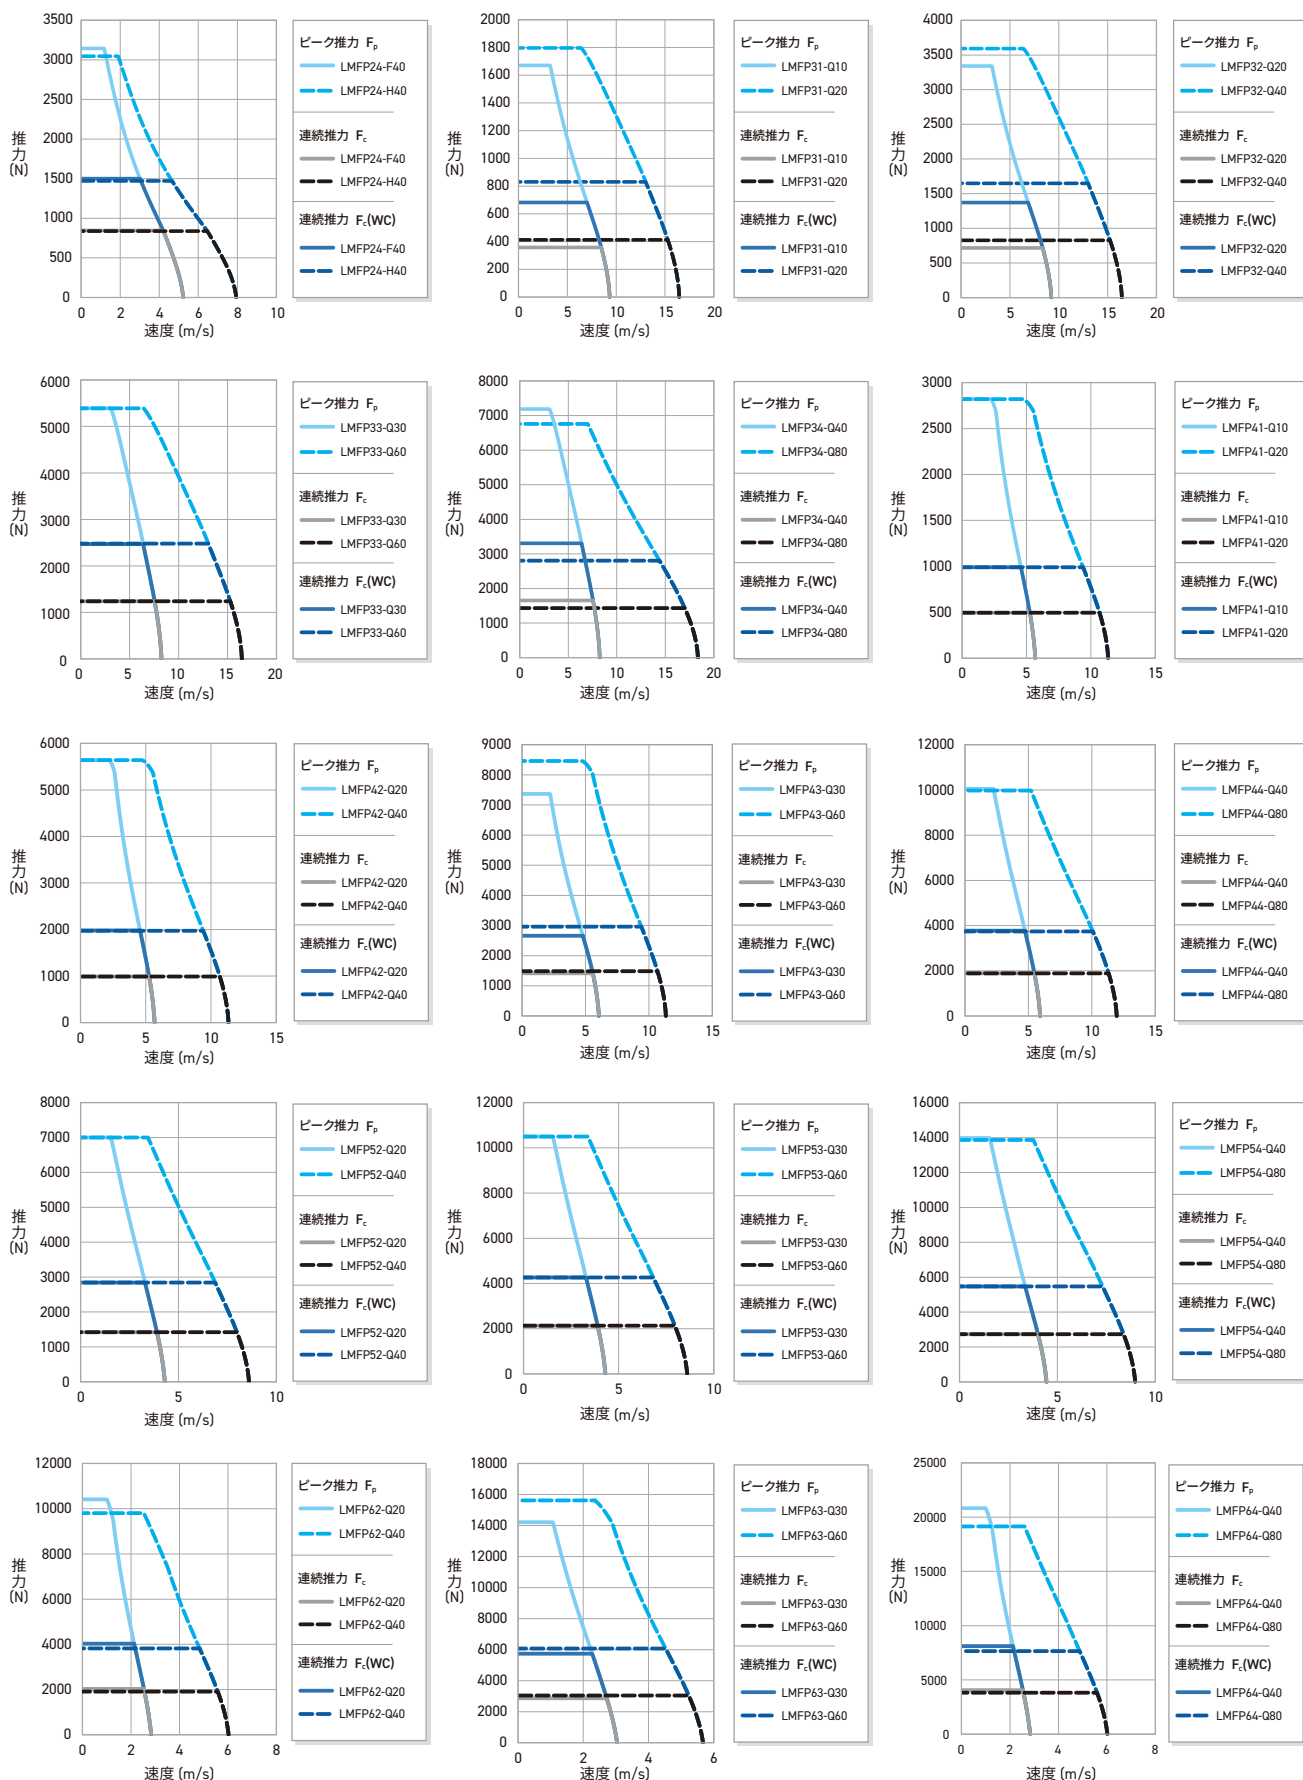 3500
3000
2500
2000
1500
1000
500
0
推
力
(N)
0 2 4 6 8 10
速度 (m/s)
ピーク推力 Fp
LMFP24-F40
LMFP24-H40
連続推力 Fc
LMFP24-F40
LMFP24-H40
連続推力 Fc(WC)
LMFP24-F40
LMFP24-H40
2000
1800
1600
1400
1200
1000
800
600
400
200
0
推
力
(N)
0 5 10 15 20
速度 (m/s)
ピーク推力 Fp
LMFP31-Q10
LMFP31-Q20
連続推力 Fc
LMFP31-Q10
LMFP31-Q20
連続推力 Fc(WC)
LMFP31-Q10
LMFP31-Q20
4000
3500
3000
2500
2000
1500
1000
500
0
推
力
(N)
0 5 10 15 20
速度 (m/s)
ピーク推力 Fp
LMFP32-Q20
LMFP32-Q40
連続推力 Fc
LMFP32-Q20
LMFP32-Q40
連続推力 Fc(WC)
LMFP32-Q20
LMFP32-Q40
6000
5000
4000
3000
2000
1000
0
推
力
(N)
0 5 10 15 20
速度 (m/s)
ピーク推力 Fp
LMFP33-Q30
LMFP33-Q60
連続推力 Fc
LMFP33-Q30
LMFP33-Q60
連続推力 Fc(WC)
LMFP33-Q30
LMFP33-Q60
8000
7000
6000
5000
4000
3000
2000
1000
0
推
力
(N)
0 5 10 15 20
速度 (m/s)
ピーク推力 Fp
LMFP34-Q40
LMFP34-Q80
連続推力 Fc
LMFP34-Q40
LMFP34-Q80
連続推力 Fc(WC)
LMFP34-Q40
LMFP34-Q80
3000
2500
2000
1500
1000
500
0
推
力
(N)
0 5 10 15
速度 (m/s)
ピーク推力 Fp
LMFP41-Q10
LMFP41-Q20
連続推力 Fc
LMFP41-Q10
LMFP41-Q20
連続推力 Fc(WC)
LMFP41-Q10
LMFP41-Q20
6000
5000
4000
3000
2000
1000
0
推
力
(N)
0 5 10 15
速度 (m/s)
ピーク推力 Fp
LMFP42-Q20
LMFP42-Q40
連続推力 Fc
LMFP42-Q20
LMFP42-Q40
連続推力 Fc(WC)
LMFP42-Q20
LMFP42-Q40
9000
8000
7000
6000
5000
4000
3000
2000
1000
0
推
力
(N)
0 5 10 15
速度 (m/s)
ピーク推力 Fp
LMFP43-Q30
LMFP43-Q60
連続推力 Fc
LMFP43-Q30
LMFP43-Q60
連続推力 Fc(WC)
LMFP43-Q30
LMFP43-Q60
12000
10000
8000
6000
4000
2000
0
推
力
(N)
0 5 10 15
速度 (m/s)
ピーク推力 Fp
LMFP44-Q40
LMFP44-Q80
連続推力 Fc
LMFP44-Q40
LMFP44-Q80
連続推力 Fc(WC)
LMFP44-Q40
LMFP44-Q80
8000
7000
6000
5000
4000
3000
2000
1000
0
推
力
(N)
0 5 10
速度 (m/s)
ピーク推力 Fp
LMFP52-Q20
LMFP52-Q40
連続推力 Fc
LMFP52-Q20
LMFP52-Q40
連続推力 Fc(WC)
LMFP52-Q20
LMFP52-Q40
12000
10000
8000
6000
4000
2000
0
推
力
(N)
0 5 10
速度 (m/s)
ピーク推力 Fp
LMFP53-Q30
LMFP53-Q60
連続推力 Fc
LMFP53-Q30
LMFP53-Q60
連続推力 Fc(WC)
LMFP53-Q30
LMFP53-Q60
16000
14000
12000
10000
8000
6000
4000
2000
0
推
力
(N)
0 5 10
速度 (m/s)
ピーク推力 Fp
LMFP54-Q40
LMFP54-Q80
連続推力 Fc
LMFP54-Q40
LMFP54-Q80
連続推力 Fc(WC)
LMFP54-Q40
LMFP54-Q80
12000
10000
8000
6000
4000
2000
0
推
力
(N)
0 2 4 6 8
速度 (m/s)
ピーク推力 Fp
LMFP62-Q20
LMFP62-Q40
連続推力 Fc
LMFP62-Q20
LMFP62-Q40
連続推力 Fc(WC)
LMFP62-Q20
LMFP62-Q40
18000
16000
14000
12000
10000
8000
6000
4000
2000
0
推
力
(N)
0 2 4 6
速度 (m/s)
ピーク推力 Fp
LMFP63-Q30
LMFP63-Q60
連続推力 Fc
LMFP63-Q30
LMFP63-Q60
連続推力 Fc(WC)
LMFP63-Q30
LMFP63-Q60
25000
20000
15000
10000
5000
0
推
力
(N)
0 2 4 6 8
速度 (m/s)
ピーク推力 Fp
LMFP64-Q40
LMFP64-Q80
連続推力 Fc
LMFP64-Q40
LMFP64-Q80
連続推力 Fc(WC)
LMFP64-Q40
LMFP64-Q80